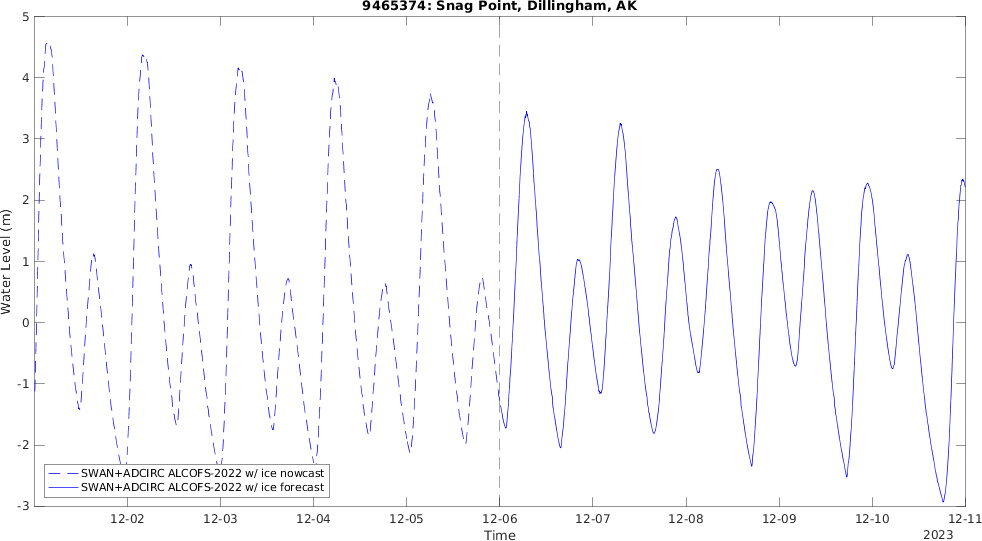 9465374: Snag Point, Dillingham, AK
5
4
3
2
1
0
-1
-2
-3
Water Level (m)
SWAN+ADCIRC ALCOFS-2022 w/ ice nowcast
SWAN+ADCIRC ALCOFS-2022 w/ ice forecast
12-02 12-03 12-04 12-05 12-06 12-07 12-08 12-09 12-10 12-11
Time
2023